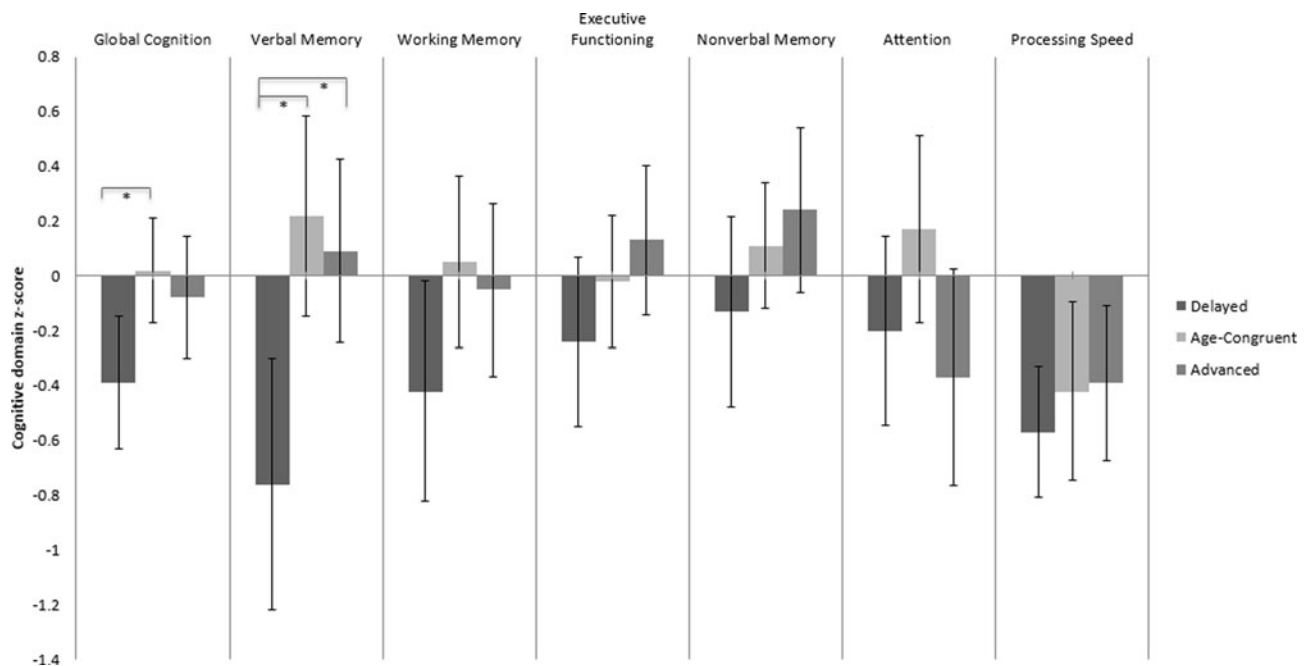 Global Cognition
Verbal Memory
Working Memory
Executive
Functioning
Nonverbal Memory
Attention
Processing Speed
Cognitive domain z-score
0.8
0.6
0.4
0.2
0
-0.2
-0.4
-0.6
-0.8
-1
-1.2
-1.4
*
*
*
Delayed
Age-Congruent
Advanced